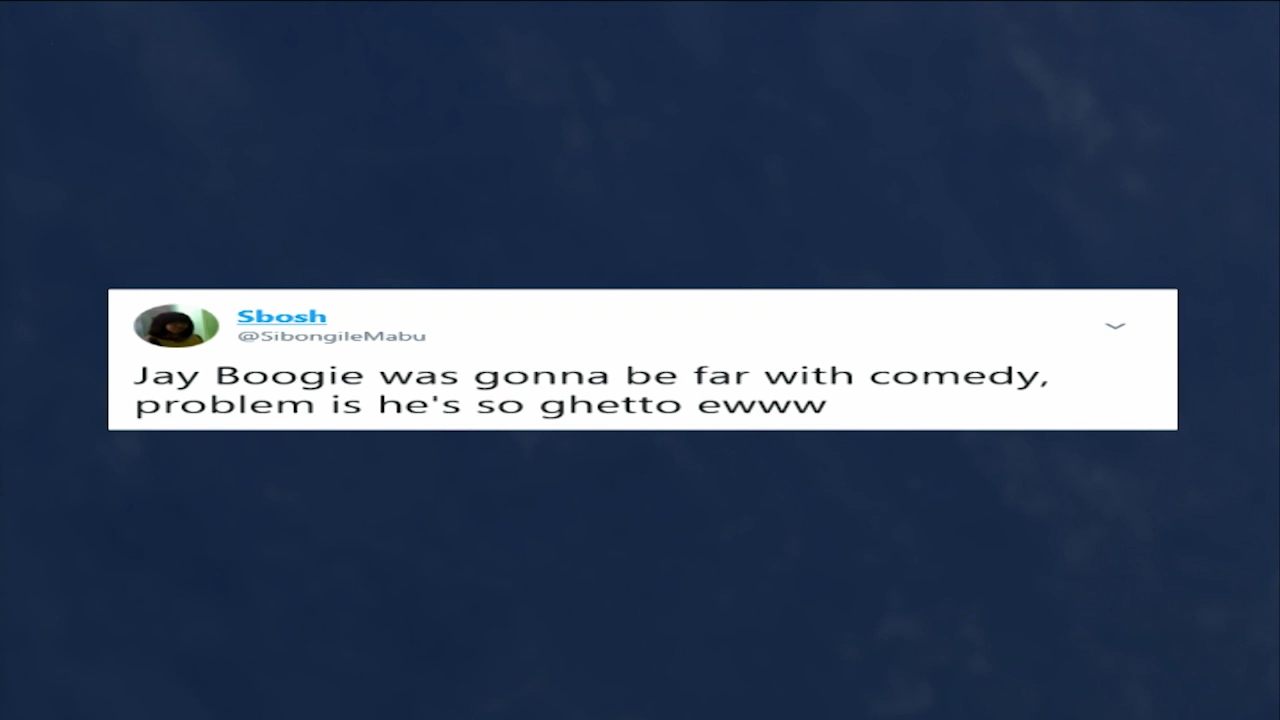 Sbosh
@SibongileMabu
Jay Boogie was gonna be far with comedy,
problem is he's so ghetto ewww